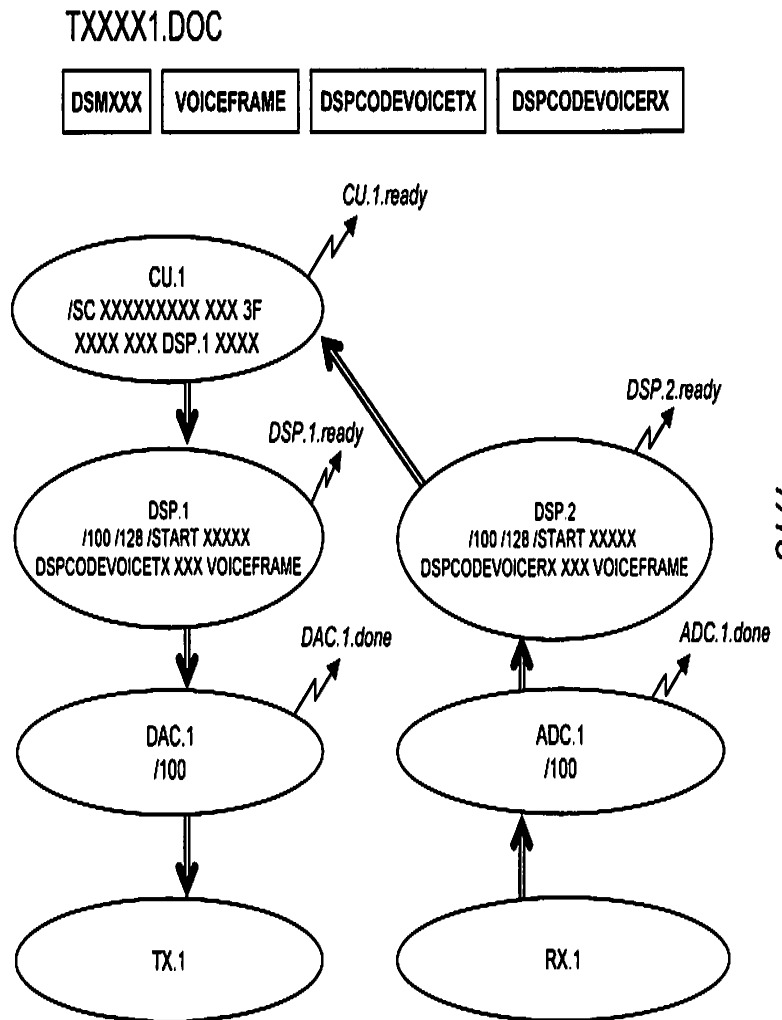 TXXXX1.DOC
DSMXXX VOICEFRAME DSPCODEVOICETX DSPCODEVOICERX
CU.1.ready
CU.1
/SC XXXXXXXXX XXX 3F
XXXX XXX DSP.1 XXXX
DSP.2.ready
DSP.1.ready
DSP.1
/100 /128 /START XXXXX
DSPCODEVOICETX XXX VOICEFRAME
DSP.2
/100 /128 /START XXXXX
DSPCODEVOICERX XXX VOICEFRAME
DAC.1.done
ADC.1.done
DAC.1
/100
ADC.1
/100
TX.1
RX.1